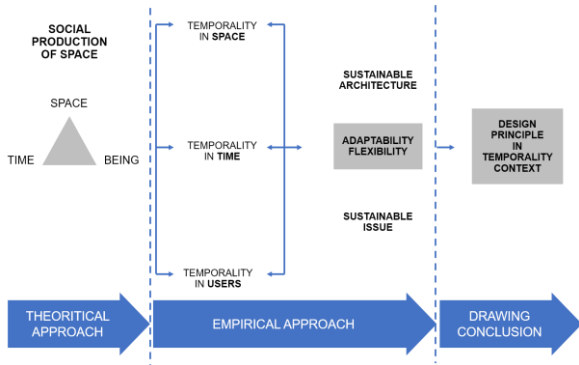 SOCIAL
PRODUCTION
OF SPACE
SPACE
TIME
BEING
TEMPORALITY
IN SPACE
TEMPORALITY
IN TIME
TEMPORALITY
IN USERS
SUSTAINABLE
ARCHITECTURE
ADAPTABILITY
FLEXIBILITY
SUSTAINABLE
ISSUE
DESIGN
PRINCIPLE
IN
TEMPORALITY
CONTEXT
THEORITICAL
APPROACH
EMPIRICAL APPROACH
DRAWING
CONCLUSION